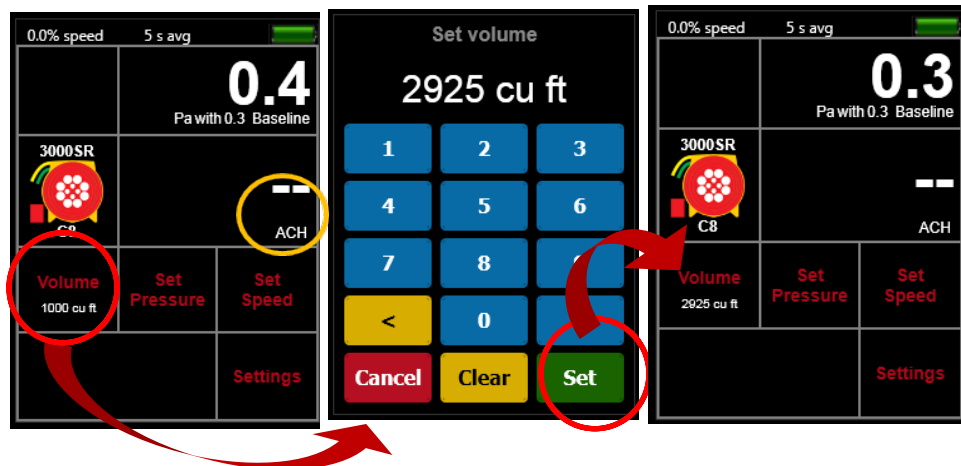 0.0% speed 5 s avg
0.4
Pa with 0.3 Baseline
3000SR
C8
--
ACH
Volume
1000 cu ft
Set
Pressure
Set
Speed
Settings
Set volume
2925 cu ft
1 2 3
4 5 6
7 8
< 0
Cancel Clear Set
0.0% speed 5 s avg
0.3
Pa with 0.3 Baseline
3000SR
C8
--
ACH
Volume
2925 cu ft
Set
Pressure
Set
Speed
Settings